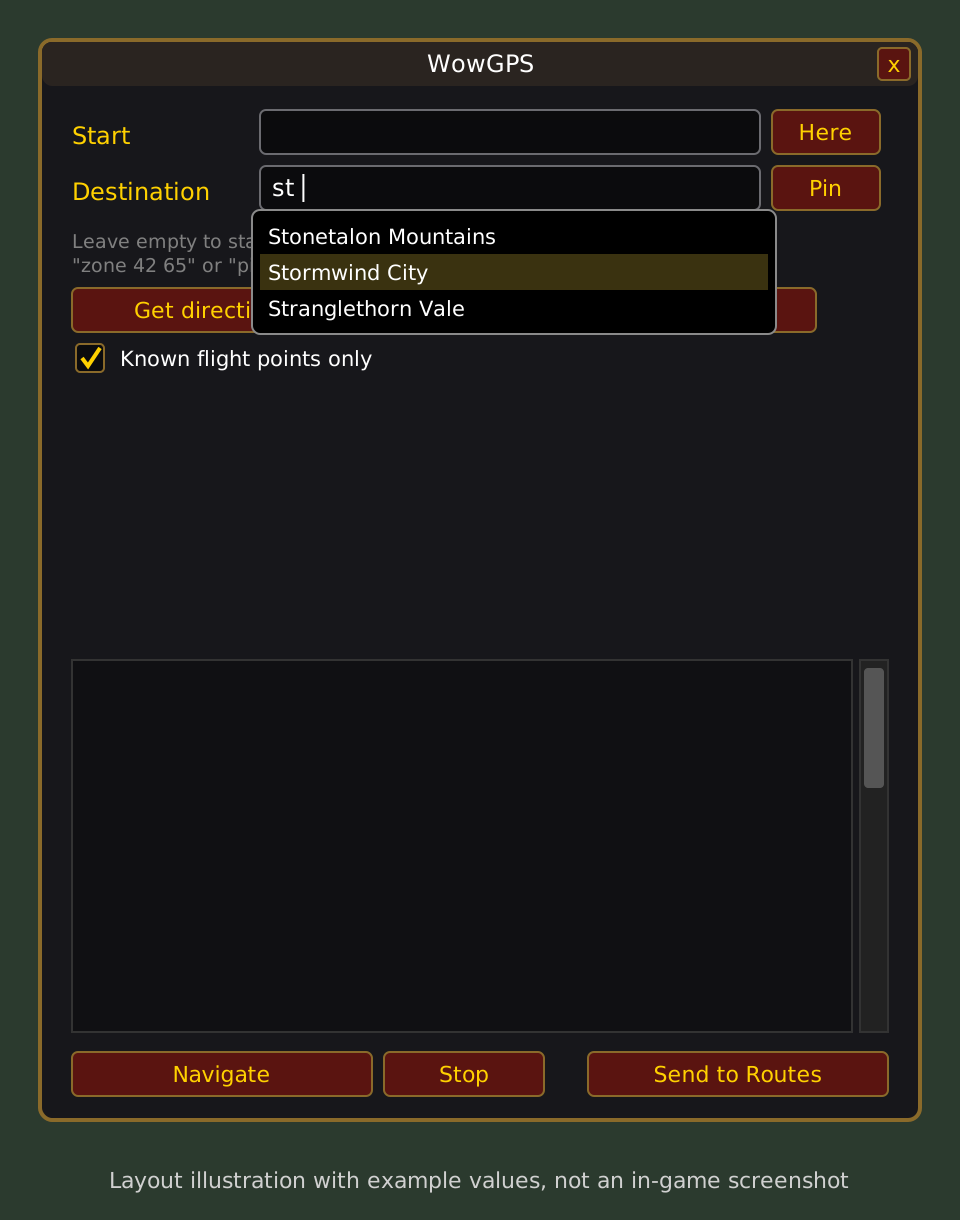 WowGPS
x
Start
Here
Destination
st
Pin
Stonetalon Mountains
Stormwind City
Stranglethorn Vale
Leave empty to
"zone 42 65" or
Get
Known flight points only
Navigate
Stop
Send to Routes
Layout illustration with example values, not an in-game screenshot